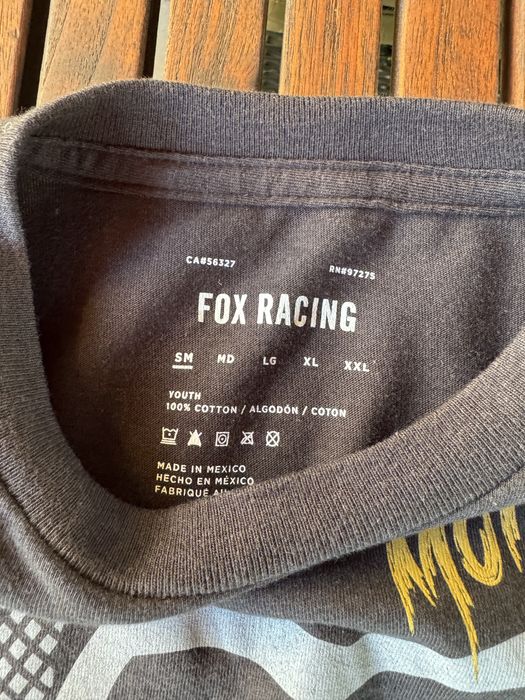 CA#56327
RN#97275
FOX RACING
SM MD LG XL XXL
YOUTH
100% COTTON / ALGODÓN / COTON
MADE IN MEXICO
HECHO EN MÉXICO
FABRIQUÉ